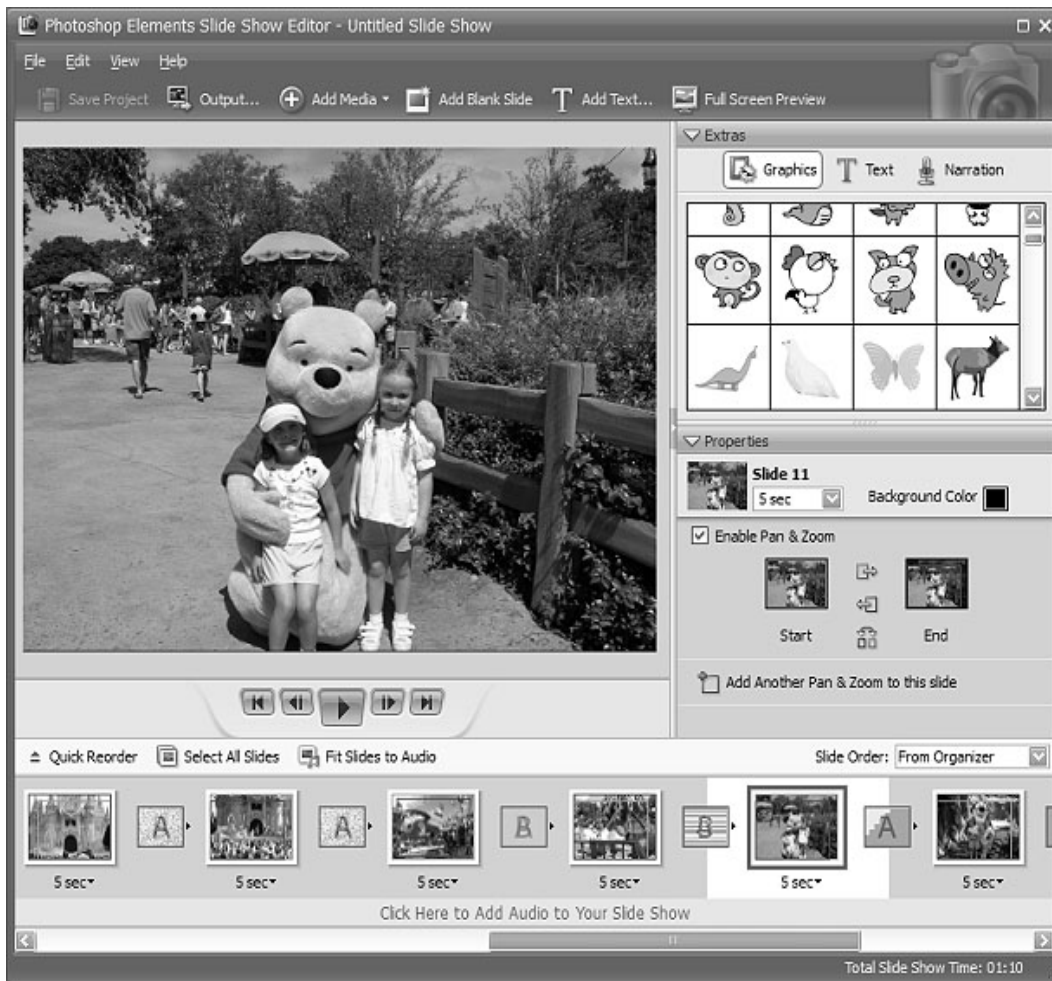 Photoshop Elements Slide Show Editor - Untitled Slide Show
File Edit View Help
Save Project Output... Add Media Add Blank Slide Add Text... Full Screen Preview
Extras
Graphics Text Narration
Properties
Slide 11
5 sec Background Color
Enable Pan & Zoom
Start End
Add Another Pan & Zoom to this slide
Quick Reorder Select All Slides Fit Slides to Audio Slide Order: From Organizer
A A B B A
5 sec 5 sec 5 sec 5 sec 5 sec 5 sec
Click Here to Add Audio to Your Slide Show
Total Slide Show Time: 01:10